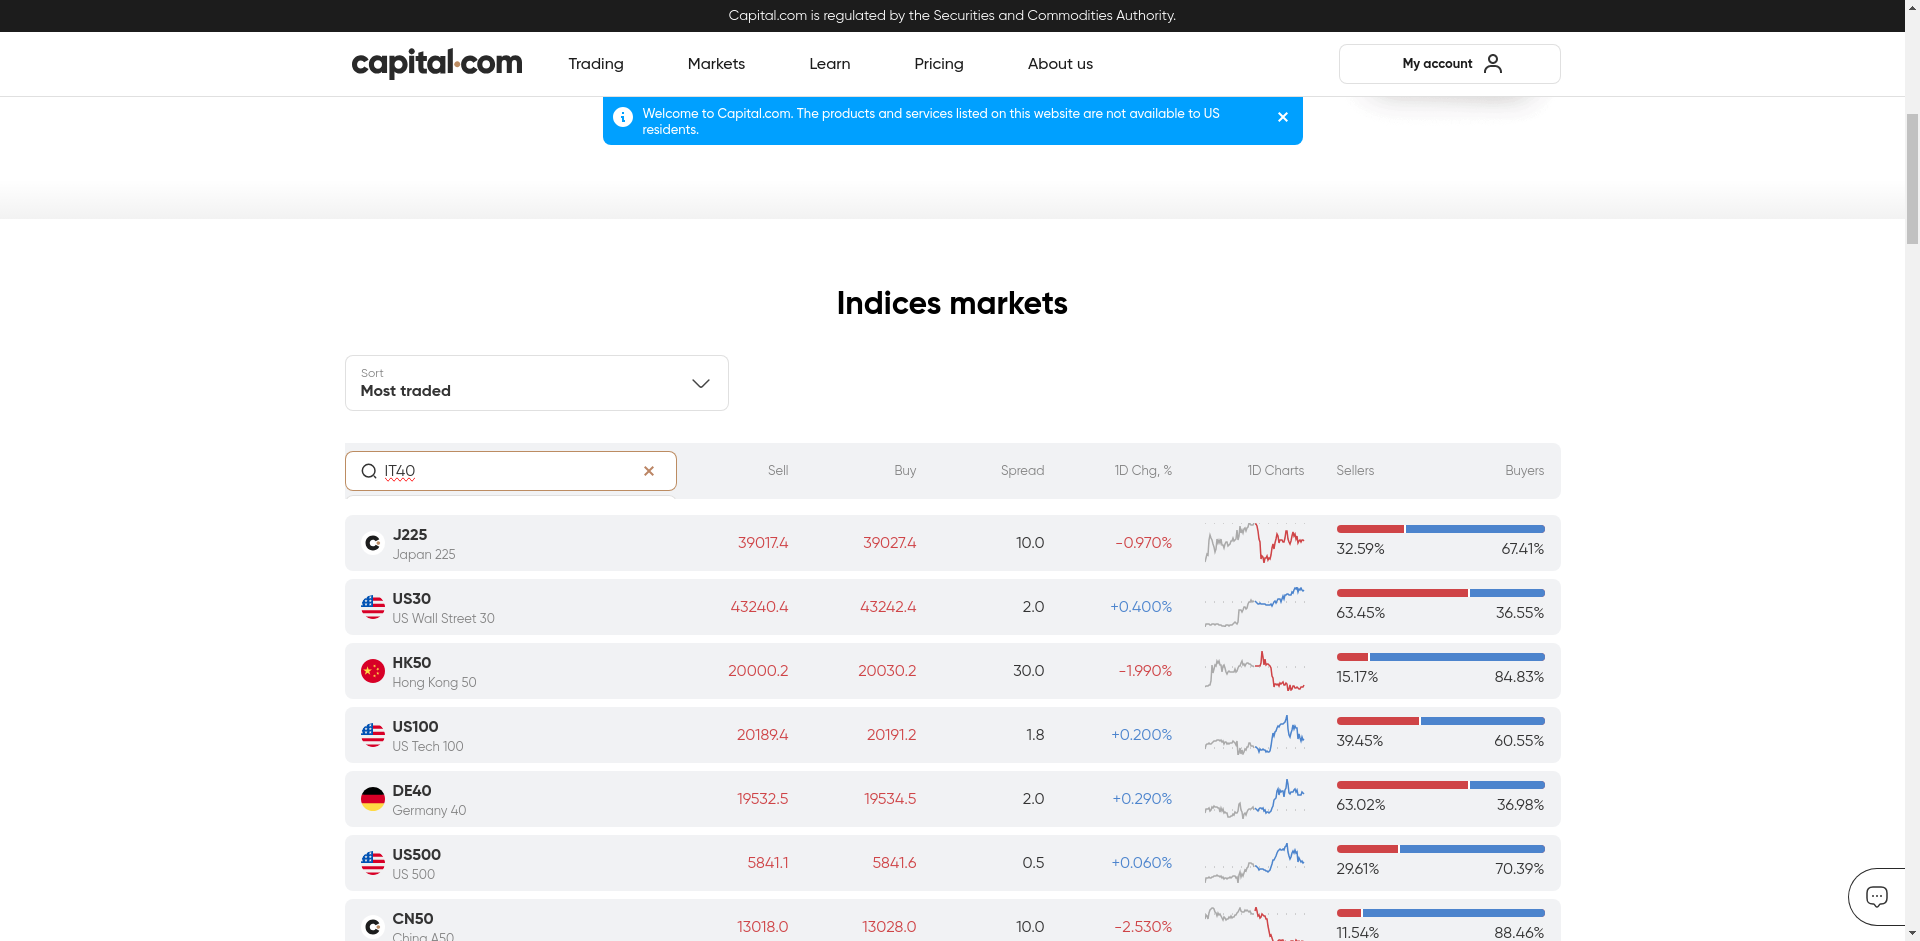 Capital.com is regulated by the Securities and Commodities Authority.
capital.com
Trading
Markets
Learn
Pricing
About us
My account
Welcome to Capital.com. The products and services listed on this website are not available to US
residents.
Indices markets
Sort
Most traded
IT40
Sell
Buy
Spread
1D Chg, %
1D Charts
Sellers
Buyers
J225
Japan 225
39017.4
39027.4
10.0
-0.970%
32.59%
67.41%
US30
US Wall Street 30
43240.4
43242.4
2.0
+0.400%
63.45%
36.55%
HK50
Hong Kong 50
20000.2
20030.2
30.0
-1.990%
15.17%
84.83%
US100
US Tech 100
20189.4
20191.2
1.8
+0.200%
39.45%
60.55%
DE40
Germany 40
19532.5
19534.5
2.0
+0.290%
63.02%
36.98%
US500
US 500
5841.1
5841.6
0.5
+0.060%
29.61%
70.39%
CN50
China A50
13018.0
13028.0
10.0
-2.530%
11.54%
88.46%